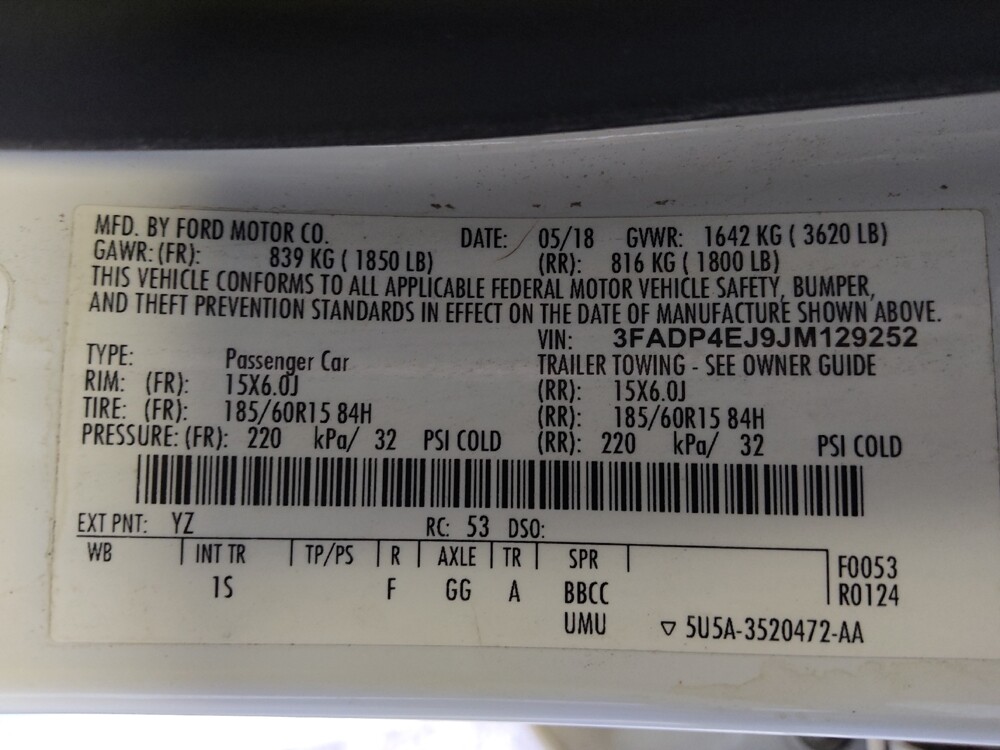 MFD. BY FORD MOTOR CO. DATE: 05/18 GVWR: 1642 KG ( 3620 LB)
GAWR: (FR): 839 KG ( 1850 LB) (RR): 816 KG ( 1800 LB)
THIS VEHICLE CONFORMS TO ALL APPLICABLE FEDERAL MOTOR VEHICLE SAFETY, BUMPER,
AND THEFT PREVENTION STANDARDS IN EFFECT ON THE DATE OF MANUFACTURE SHOWN ABOVE.
VIN: 3FADP4EJ9JM129252
TYPE: Passenger Car TRAILER TOWING - SEE OWNER GUIDE
RIM: (FR): 15X6.0J (RR): 15X6.0J
TIRE: (FR): 185/60R15 84H (RR): 185/60R15 84H
PRESSURE: (FR): 220 kPa/ 32 PSI COLD (RR): 220 kPa/ 32 PSI COLD
EXT PNT: YZ RC: 53 DSO:
WB INT TR TP/PS R AXLE TR SPR F0053
1S F GG A BBCC R0124
UMU ▽ 5U5A-3520472-AA